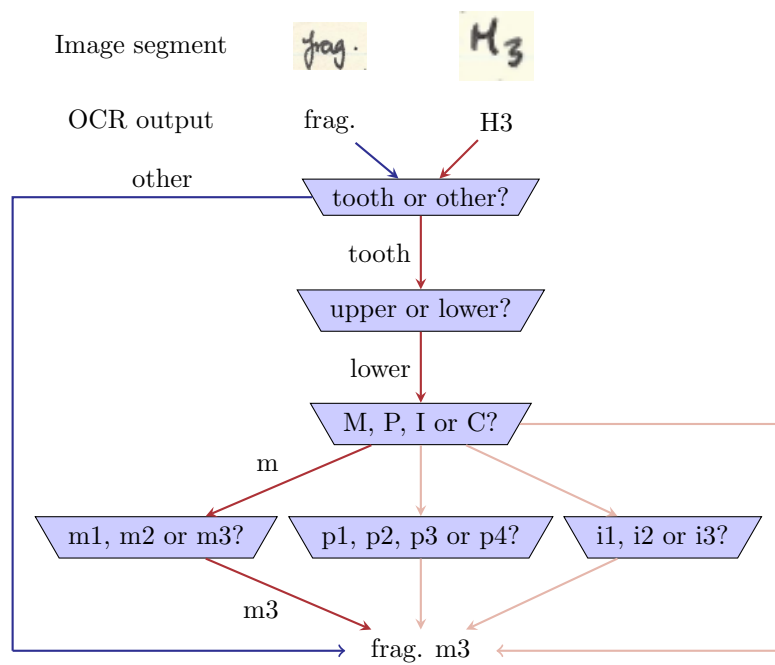 Image segment frag. M3
OCR output frag. H3
other
tooth or other?
tooth
upper or lower?
lower
M, P, I or C?
m
m1, m2 or m3? p1, p2, p3 or p4? i1, i2 or i3?
m3
frag. m3